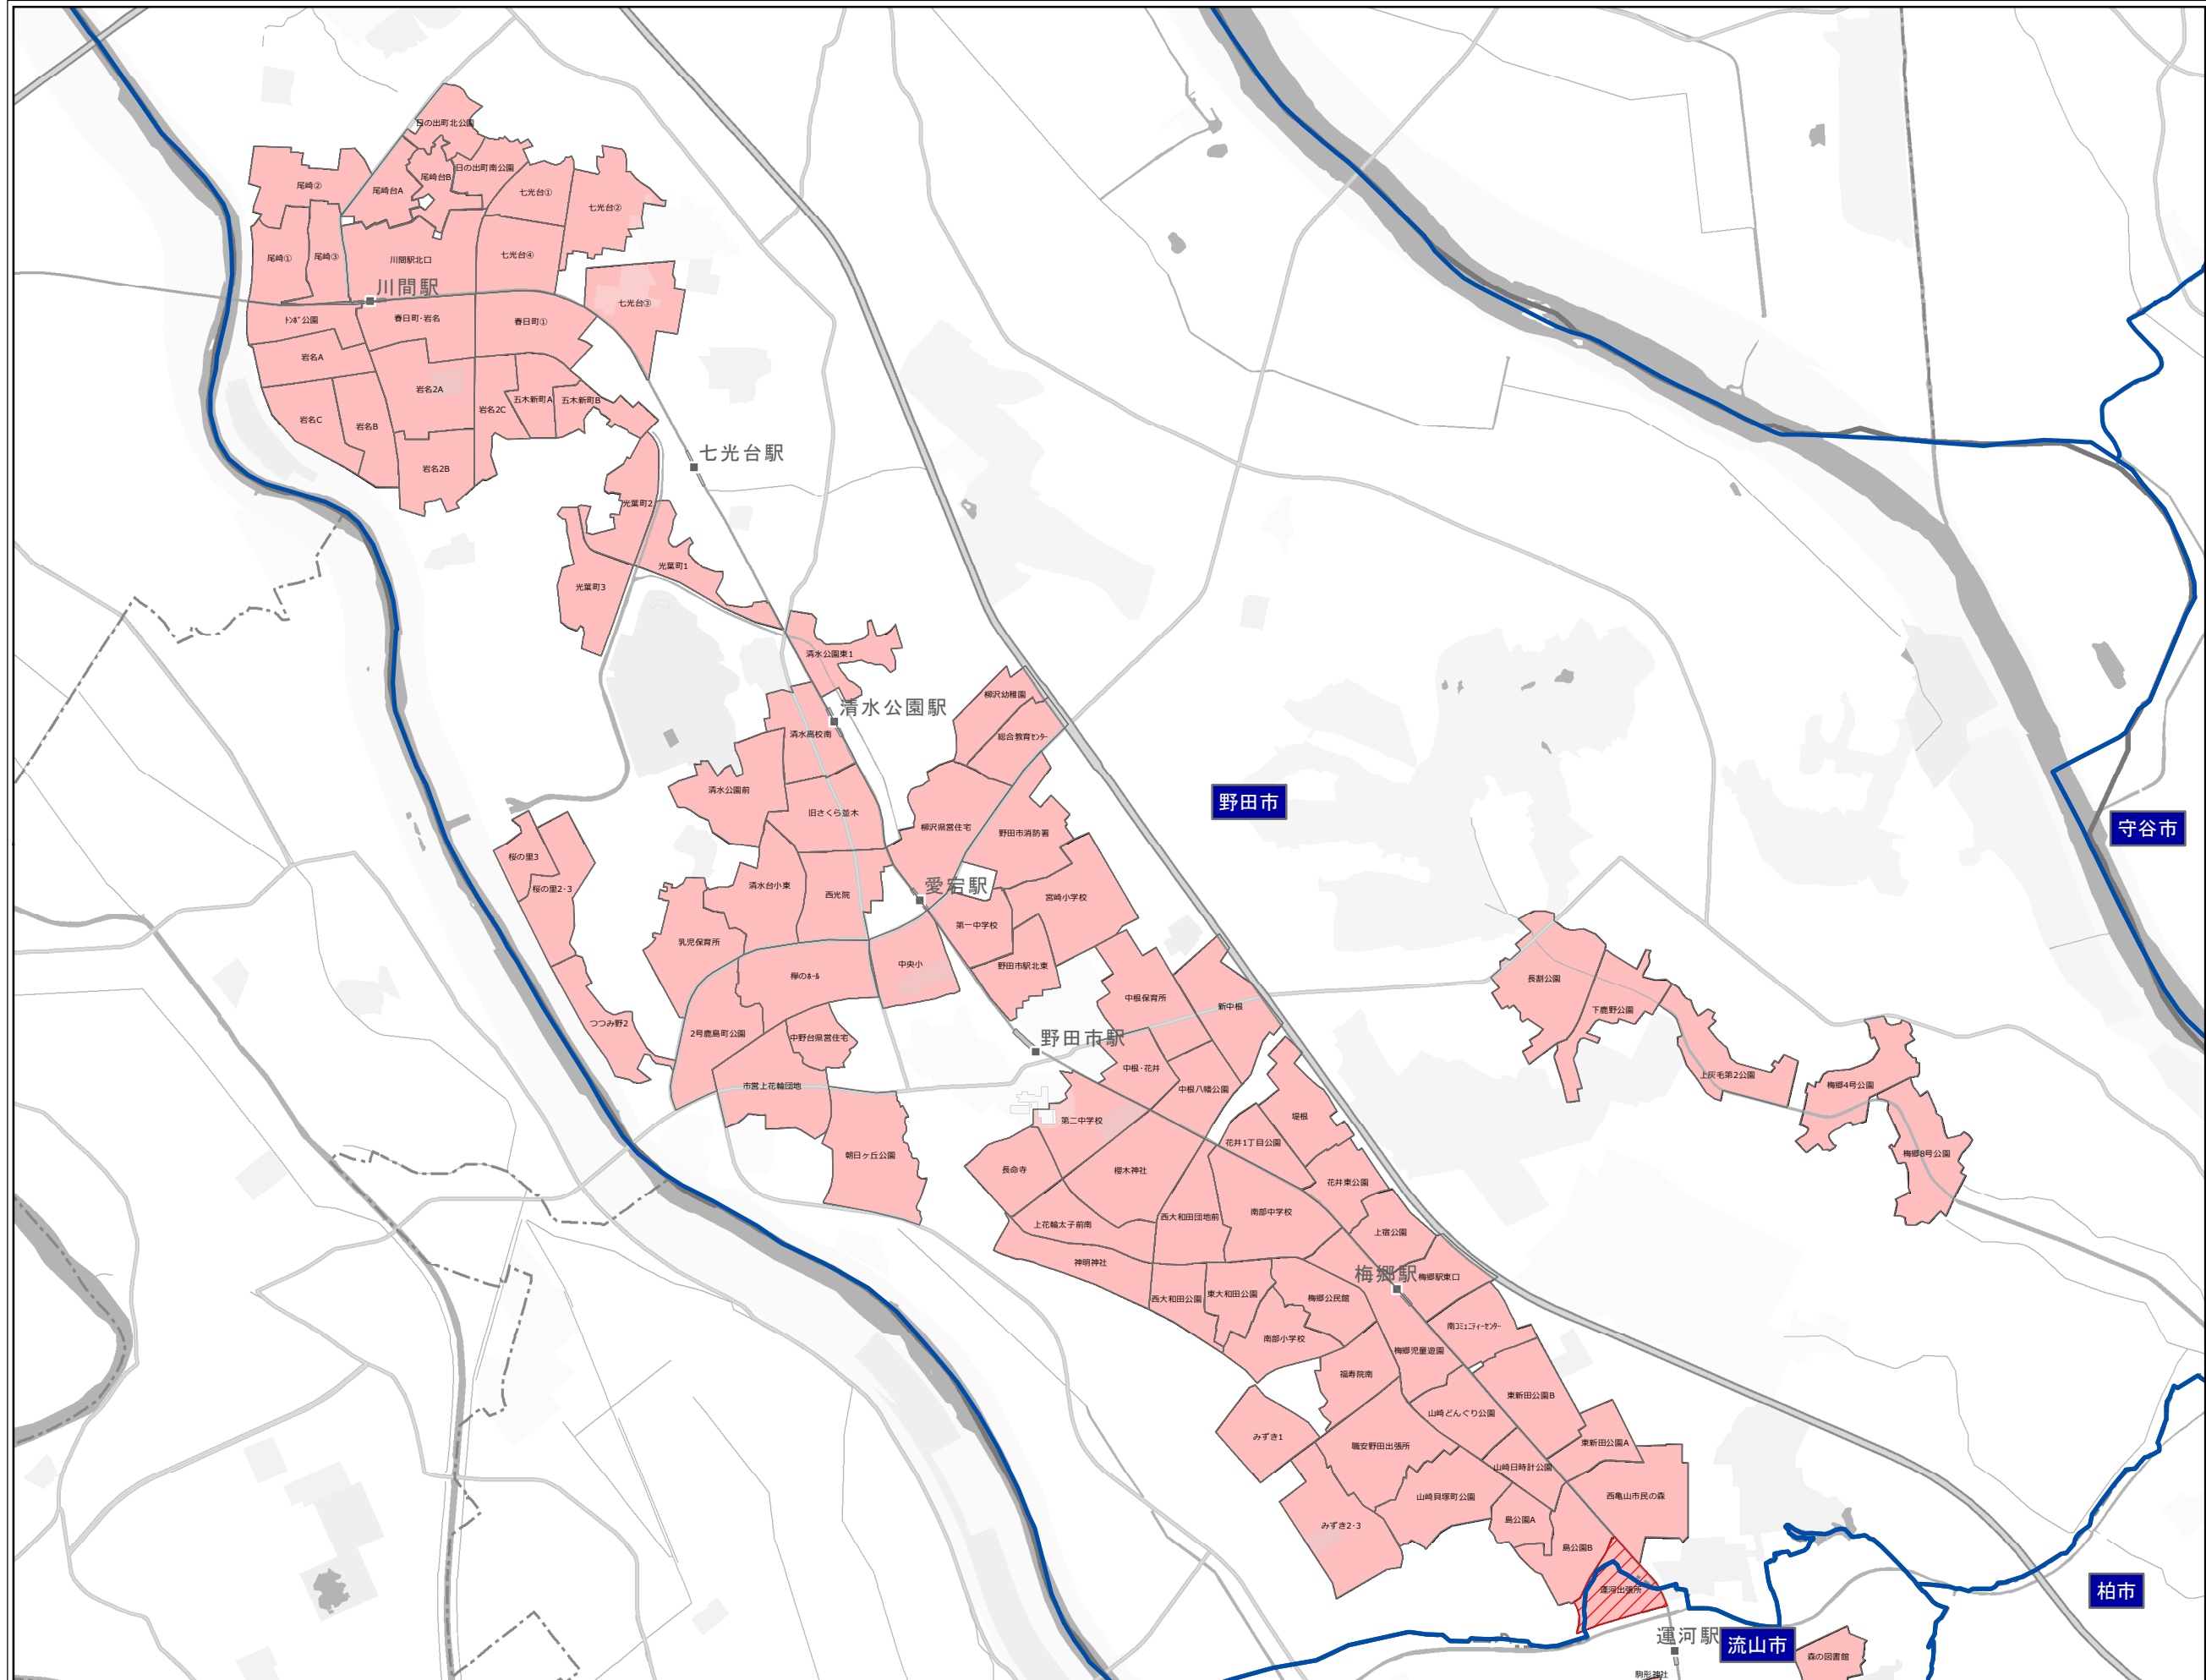 日の出町北公園
尾崎②
尾崎台A
尾崎台B
日の出町南公園
七光台①
七光台②
尾崎①
尾崎③
川間駅北口
七光台④
川間駅
七光台③
ﾄﾝﾎﾞ公園
春日町・岩名
春日町①
岩名A
岩名2A
岩名C
岩名B
岩名2C
五木新町A
五木新町B
岩名2B
七光台駅
光葉町2
光葉町1
光葉町3
清水公園東1
柳沢幼稚園
清水公園駅
清水高校南
総合教育ｾﾝﾀｰ
清水公園前
野田市
旧さくら並木
柳沢県営住宅
野田市消防署
守谷市
桜の里3
桜の里2・3
清水台小東
西光院
愛宕駅
宮崎小学校
第一中学校
乳児保育所
中央小
野田市駅北東
欅のﾎｰﾙ
中根保育所
新中根
長割公園
下鹿野公園
つつみ野2
2号鹿島町公園
中野台県営住宅
野田市駅
中根・花井
中根八幡公園
市営上花輪団地
上灰毛第2公園
梅郷4号公園
第二中学校
堤根
花井1丁目公園
朝日ヶ丘公園
長命寺
櫻木神社
花井東公園
梅郷8号公園
上花輪太子前南
西大和田団地前
南部中学校
上宿公園
神明神社
梅郷駅
梅郷駅東口
西大和田公園
東大和田公園
梅郷公民館
南ｺﾐｭﾆﾃｨｰｾﾝﾀｰ
南部小学校
梅郷児童遊園
福寿院南
東新田公園B
山崎どんぐり公園
みずき1
職安野田出張所
東新田公園A
山崎日時計公園
山崎貝塚町公園
西亀山市民の森
みずき2・3
島公園A
島公園B
運河出張所
柏市
運河駅
流山市
森の図書館
駒形神社